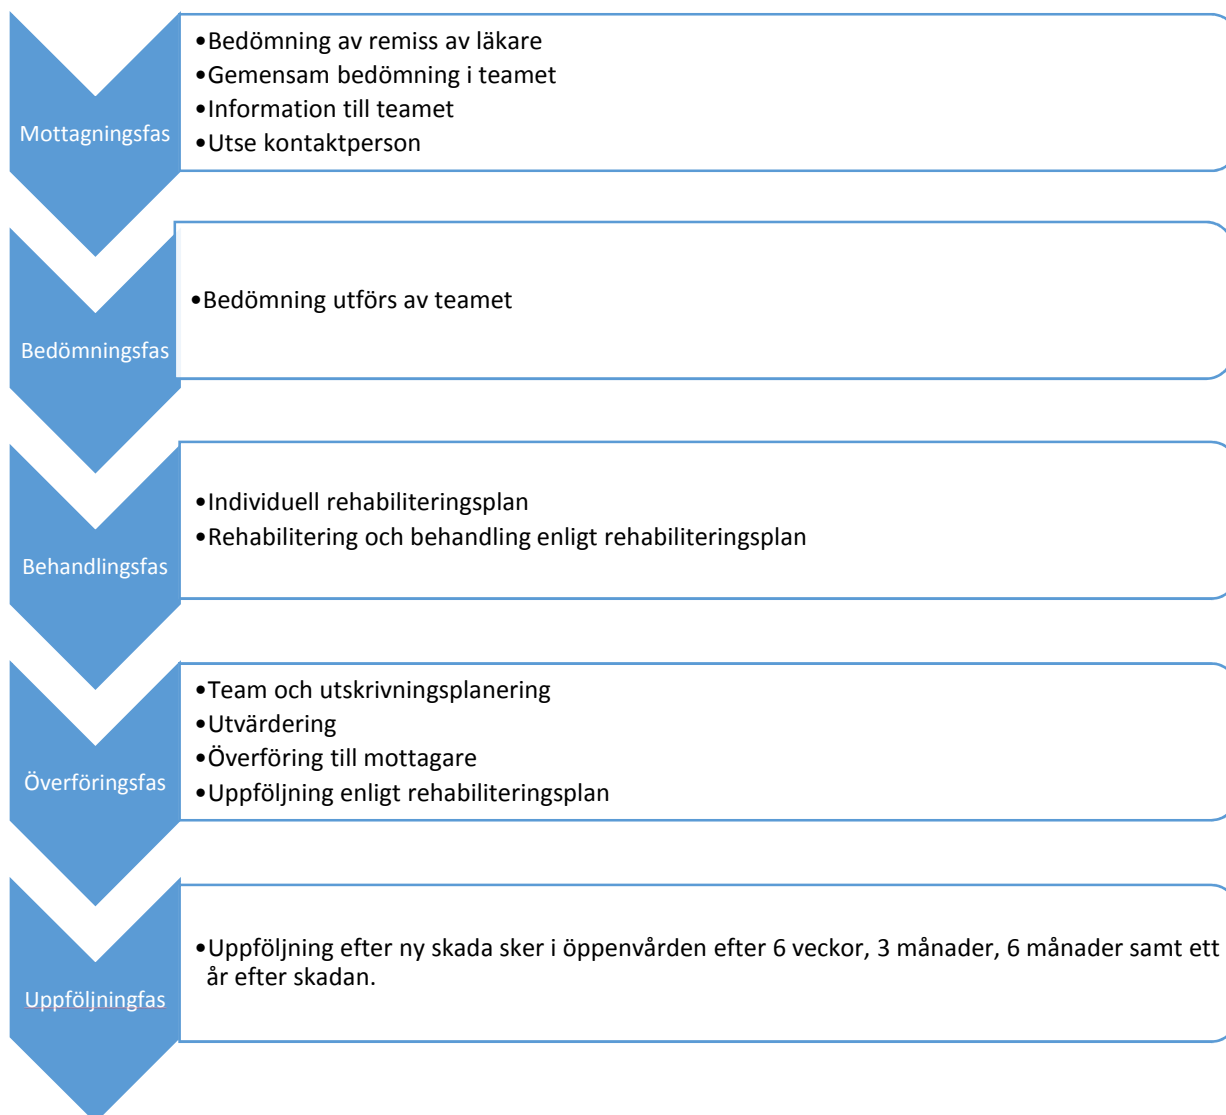 Mottagningsfas
•Bedömning av remiss av läkare
•Gemensam bedömning i teamet
•Information till teamet
•Utse kontaktperson
Bedömningsfas
•Bedömning utförs av teamet
Behandlingsfas
•Individuell rehabiliteringsplan
•Rehabilitering och behandling enligt rehabiliteringsplan
Överföringsfas
•Team och utskrivningsplanering
•Utvärdering
•Överföring till mottagare
•Uppföljning enligt rehabiliteringsplan
Uppföljningfas
•Uppföljning efter ny skada sker i öppenvården efter 6 veckor, 3 månader, 6 månader samt ett
år efter skadan.